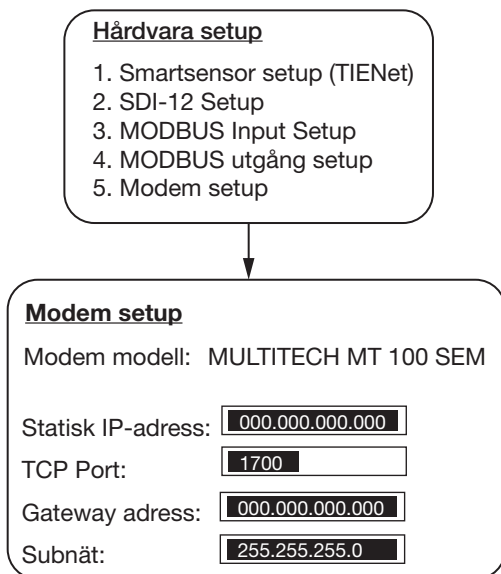 Hårdvara setup
1. Smartsensor setup (TIENet)
2. SDI-12 Setup
3. MODBUS Input Setup
4. MODBUS utgång setup
5. Modem setup
Modem setup
Modem modell: MULTITECH MT 100 SEM
Statisk IP-adress: 000.000.000.000
TCP Port: 1700
Gateway adress: 000.000.000.000
Subnät: 255.255.255.0